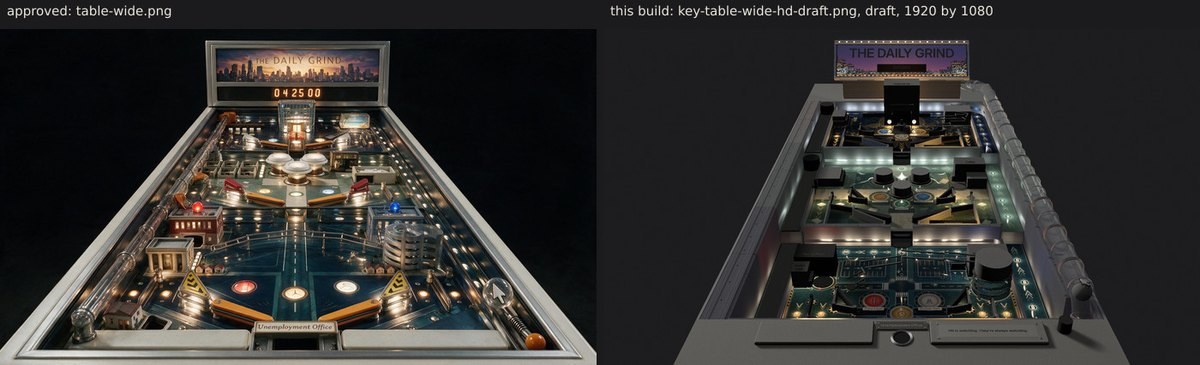 approved: table-wide.png
this build: key-table-wide-hd-draft.png, draft, 1920 by 1080
THE DAILY GRIND
THE DAILY GRIND
042500
Unemployment Office